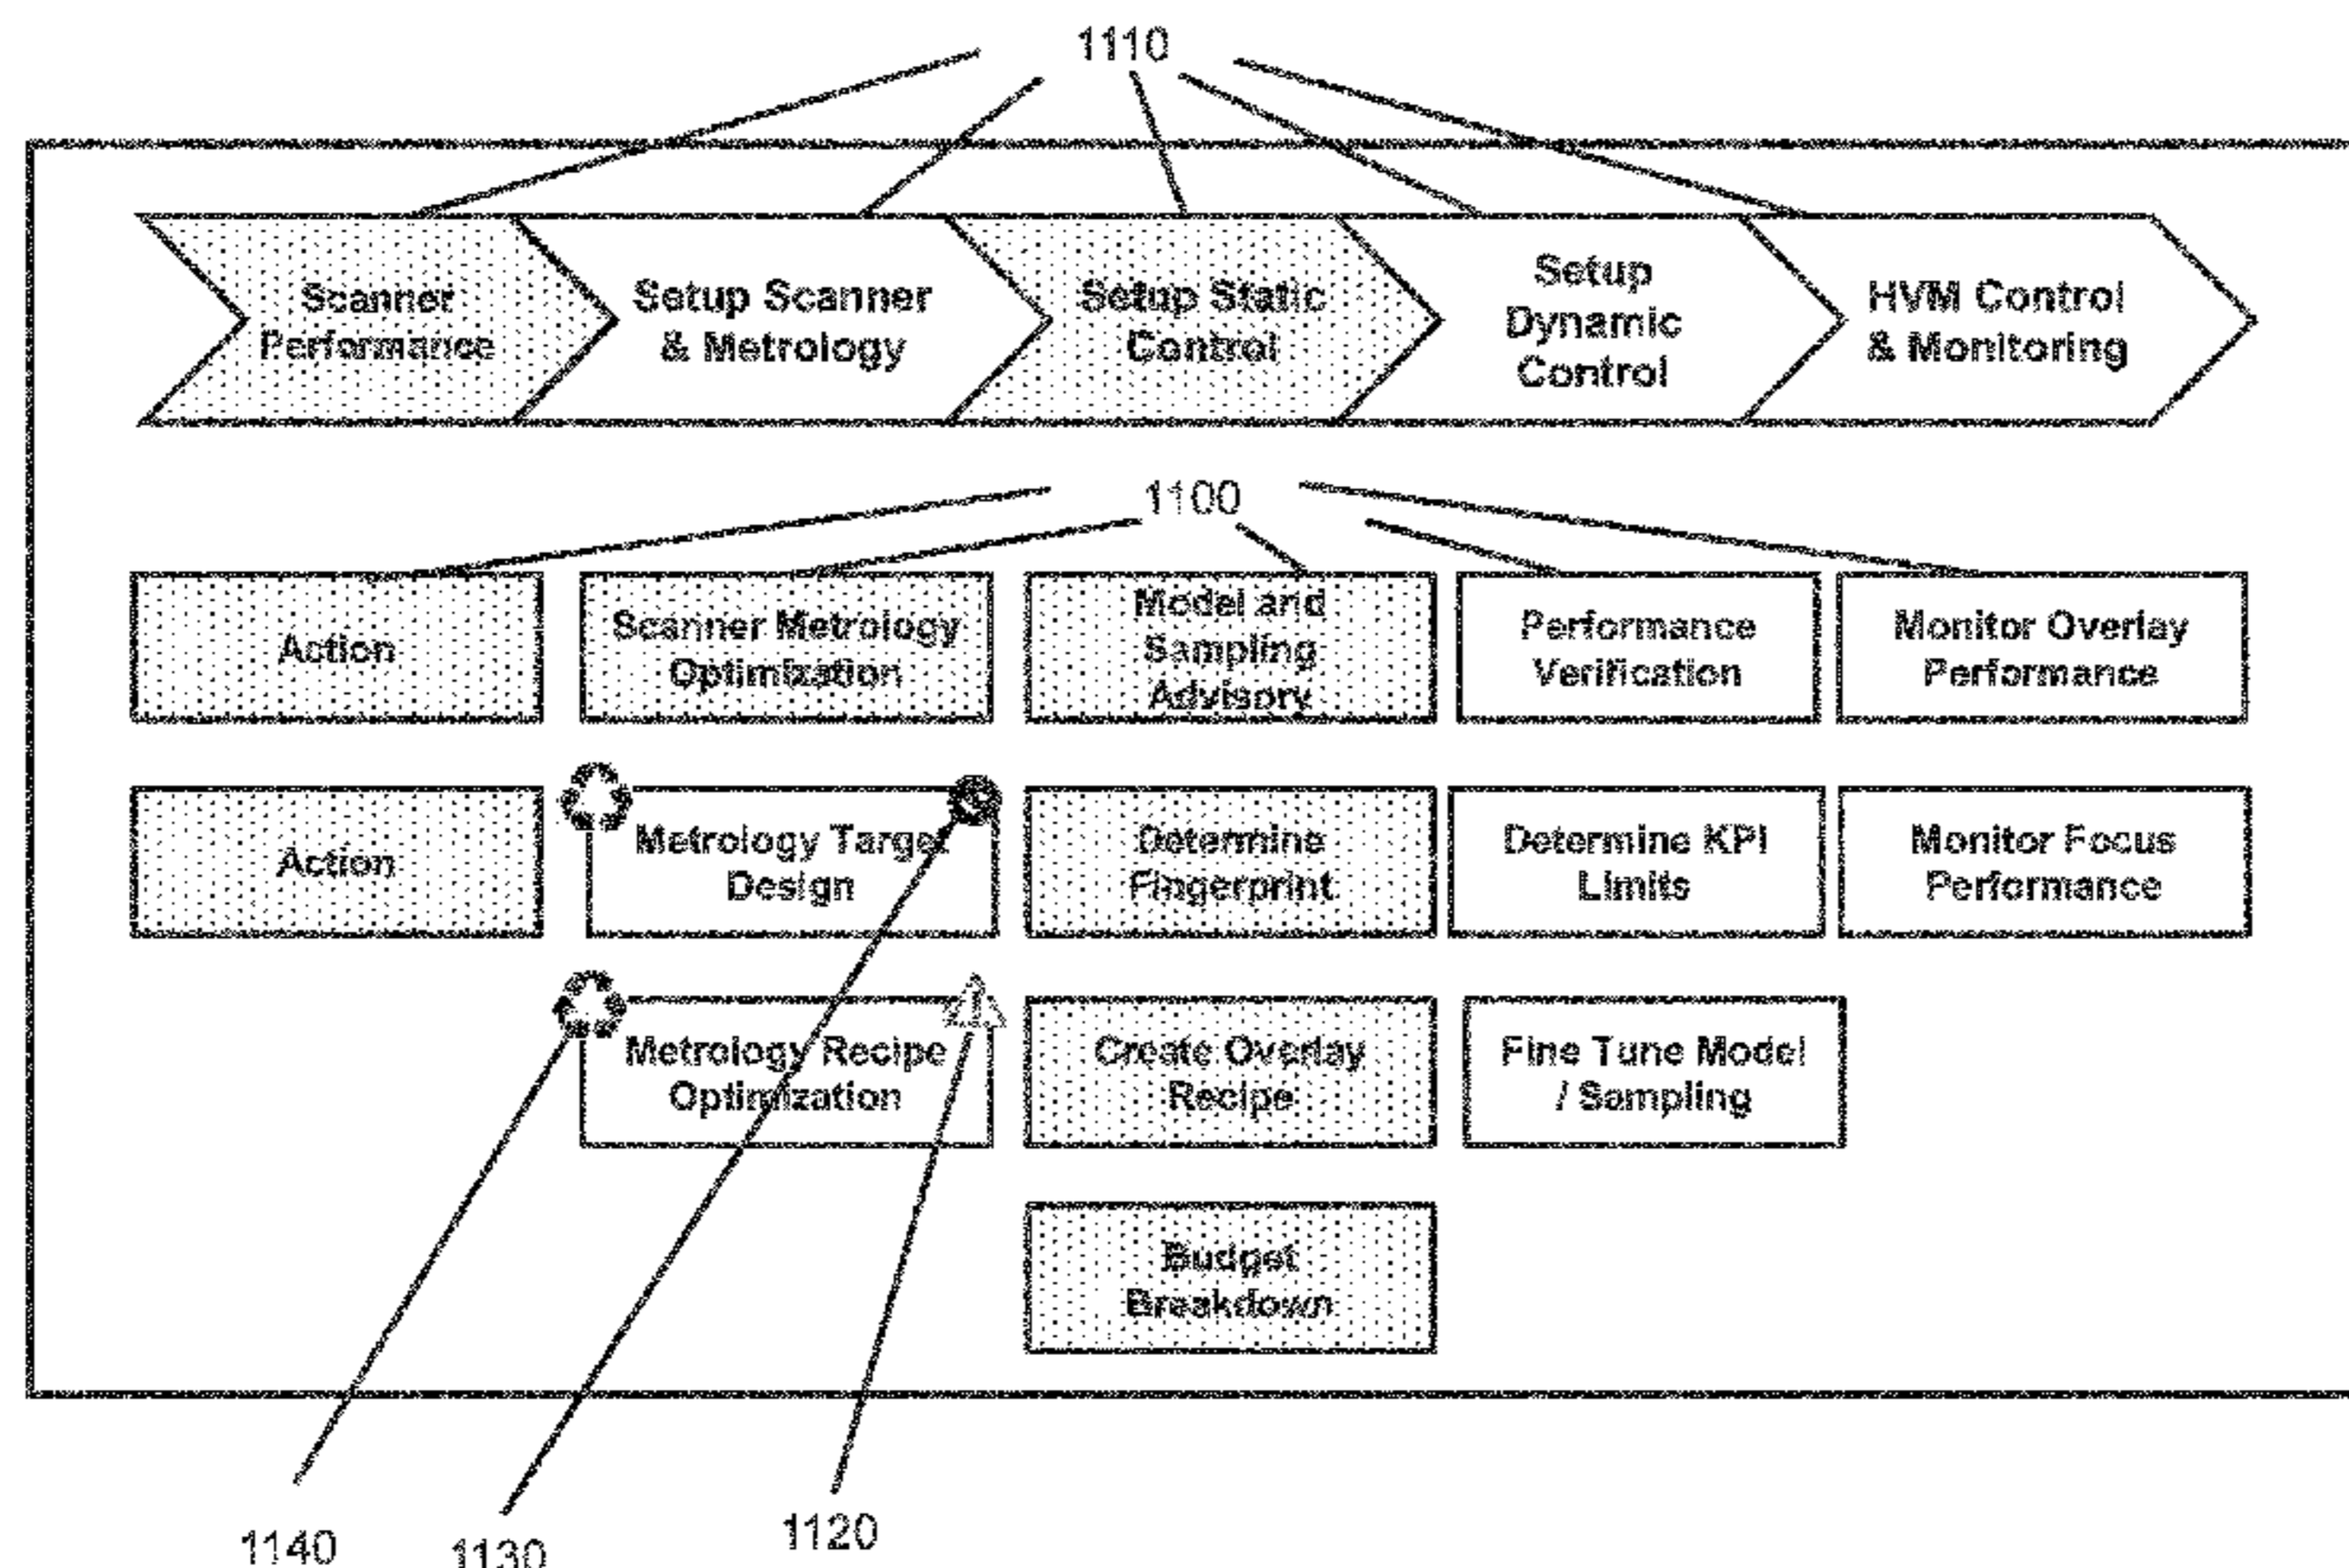 1110
Scanner
Performance
Setup Scanner
& Metrology
Setup Static
Control
Setup
Dynamic
Control
HVM Control
& Monitoring
1100
Action
Scanner Metrology
Optimization
Model and
Sampling
Advisory
Performance
Verification
Monitor Overlay
Performance
Action
Metrology Target
Design
Determine
Fingerprint
Determine KPI
Limits
Monitor Focus
Performance
Metrology Recipe
Optimization
Create Overlay
Recipe
Fine Tune Model
/ Sampling
Budget
Breakdown
1140
1130
1120